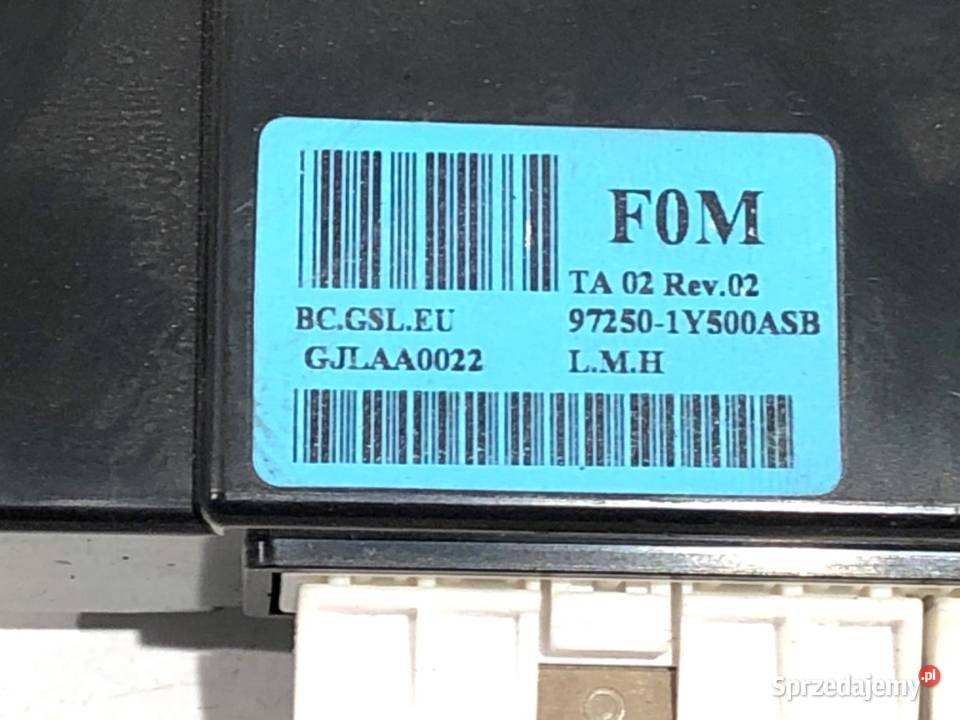 F0M
TA 02 Rev.02
BC.GSL.EU 97250-1Y500ASB
GJLAA0022 L.M.H
Sprzedajemy.pl